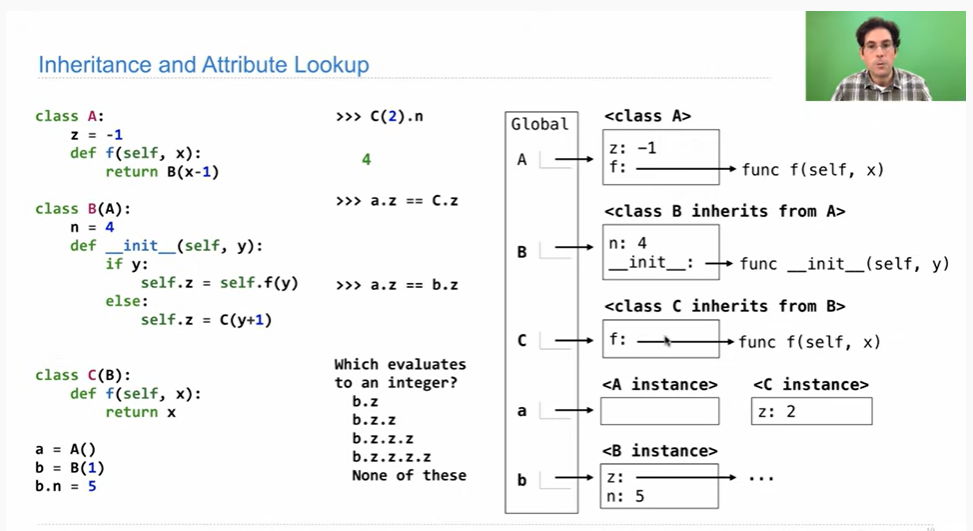 Inheritance and Attribute Lookup
class A:
    z = -1
    def f(self, x):
        return B(x-1)
class B(A):
    n = 4
    def __init__(self, y):
        if y:
            self.z = self.f(y)
        else:
            self.z = C(y+1)
class C(B):
    def f(self, x):
        return x
a = A()
b = B(1)
b.n = 5
>>> C(2).n
4
>>> a.z == C.z
>>> a.z == b.z
Which evaluates
to an integer?
b.z
b.z.z
b.z.z.z
b.z.z.z.z
None of these
Global
A
B
C
a
b
<class A>
z: -1
f:
func f(self, x)
<class B inherits from A>
n: 4
__init__:
func __init__(self, y)
<class C inherits from B>
f:
func f(self, x)
<A instance>
<C instance>
z: 2
<B instance>
z:
...
n: 5